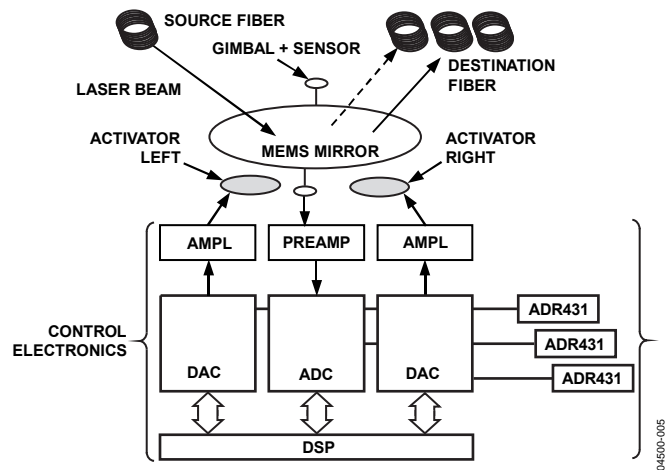 SOURCE FIBER
GIMBAL + SENSOR
DESTINATION
FIBER
LASER BEAM
MEMS MIRROR
ACTIVATOR
LEFT
ACTIVATOR
RIGHT
AMPL
PREAMP
AMPL
CONTROL
ELECTRONICS
DAC
ADC
DAC
ADR431
ADR431
ADR431
DSP
04500-005